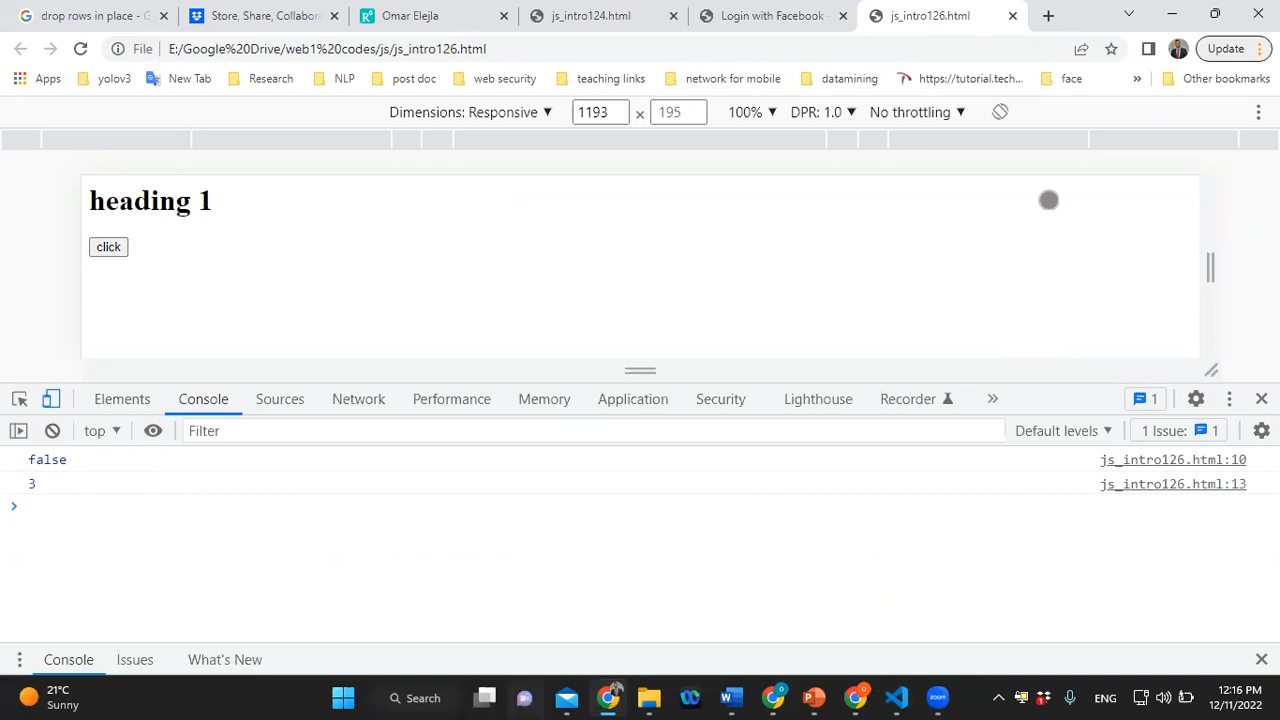 drop rows in place - G
Store, Share, Collabora
Omar Elejla
js_intro124.html
Login with Facebook -
js_intro126.html
File E:/Google%20Drive/web1%20codes/js/js_intro126.html Update
Apps yolov3 New Tab Research NLP post doc web security teaching links network for mobile datamining https://tutorial.tech... face » Other bookmarks
Dimensions: Responsive 1193 × 195 100% DPR: 1.0 No throttling
heading 1
click
Elements Console Sources Network Performance Memory Application Security Lighthouse Recorder » 1
top Filter Default levels 1 Issue: 1
false js_intro126.html:10
3 js_intro126.html:13
Console Issues What's New
21°C
Sunny
Search
ENG
12:16 PM
12/11/2022